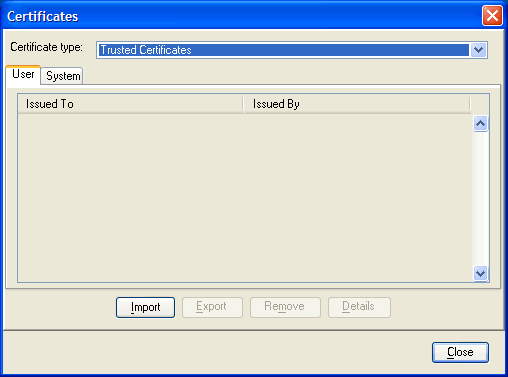 Certificates
Certificate type: Trusted Certificates
User System
Issued To Issued By
Import Export Remove Details
Close